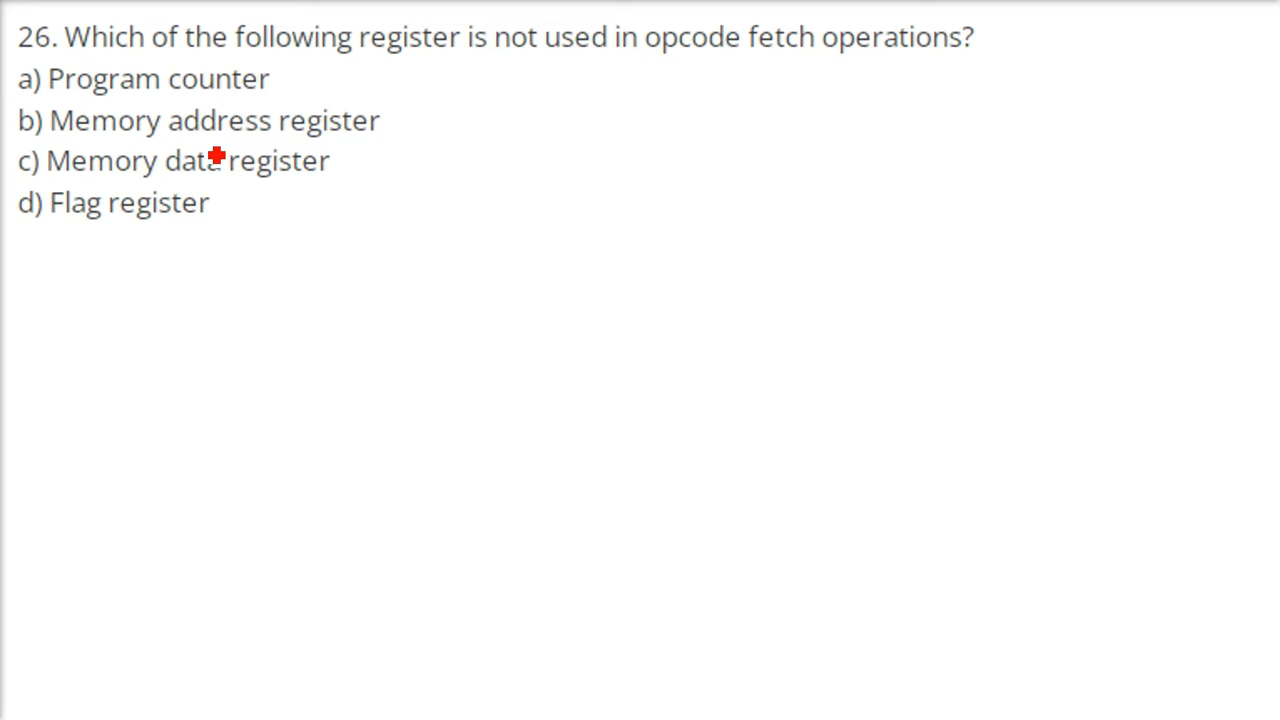 26. Which of the following register is not used in opcode fetch operations?
a) Program counter
b) Memory address register
c) Memory data register
d) Flag register